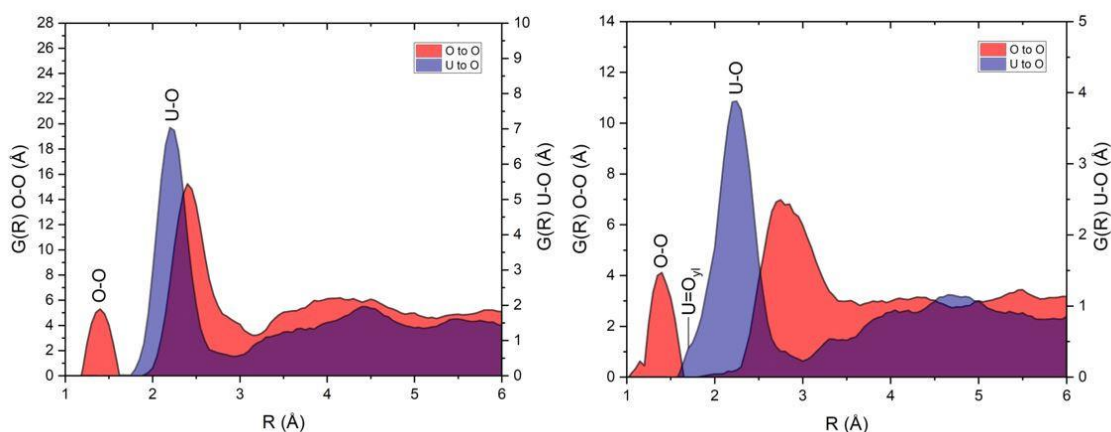 28
26
24
22
20
18
16
14
12
10
8
6
4
2
0
G(R) O-O (Å)
10
9
8
7
6
5
4
3
2
1
0
G(R) U-O (Å)
O to O
U to O
O-O
U-O
1 2 3 4 5 6
R (Å)
14
12
10
8
6
4
2
0
G(R) O-O (Å)
5
4
3
2
1
0
G(R) U-O (Å)
O to O
U to O
O-O
U=Oyl
U-O
1 2 3 4 5 6
R (Å)